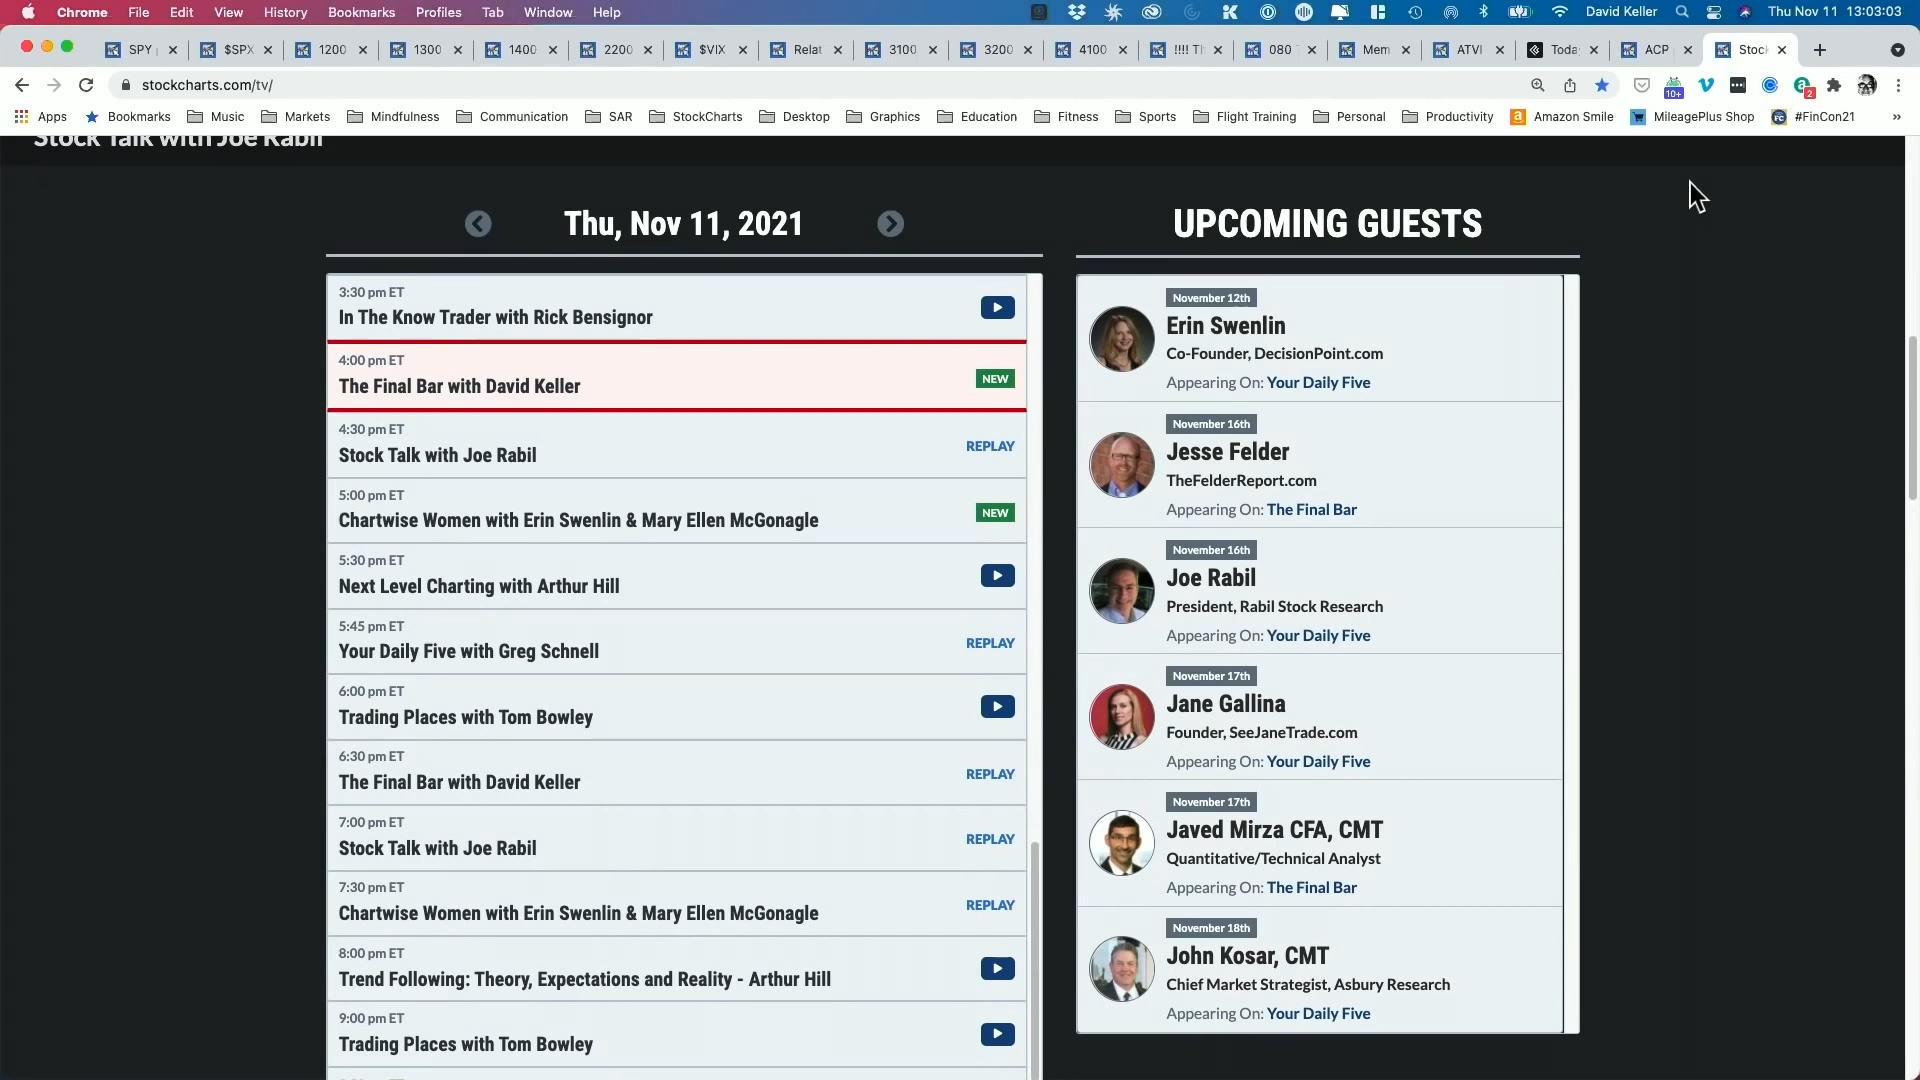 Chrome File Edit View History Bookmarks Profiles Tab Window Help David Keller Thu Nov 11 13:03:03
SPY $SPX 1200 1300 1400 2200 $VIX Relat 3100 3200 4100 !!!! Th 080 Mem ATVI Toda ACP Stoc
stockcharts.com/tv/ 10+ 2
Apps Bookmarks Music Markets Mindfulness Communication SAR StockCharts Desktop Graphics Education Fitness Sports Flight Training Personal Productivity Amazon Smile MileagePlus Shop #FinCon21 »
Stock Talk with Joe Rabil
Thu, Nov 11, 2021
3:30 pm ET
In The Know Trader with Rick Bensignor
4:00 pm ET
The Final Bar with David Keller
NEW
4:30 pm ET
Stock Talk with Joe Rabil
REPLAY
5:00 pm ET
Chartwise Women with Erin Swenlin & Mary Ellen McGonagle
NEW
5:30 pm ET
Next Level Charting with Arthur Hill
5:45 pm ET
Your Daily Five with Greg Schnell
REPLAY
6:00 pm ET
Trading Places with Tom Bowley
6:30 pm ET
The Final Bar with David Keller
REPLAY
7:00 pm ET
Stock Talk with Joe Rabil
REPLAY
7:30 pm ET
Chartwise Women with Erin Swenlin & Mary Ellen McGonagle
REPLAY
8:00 pm ET
Trend Following: Theory, Expectations and Reality - Arthur Hill
9:00 pm ET
Trading Places with Tom Bowley
UPCOMING GUESTS
November 12th
Erin Swenlin
Co-Founder, DecisionPoint.com
Appearing On: Your Daily Five
November 16th
Jesse Felder
TheFelderReport.com
Appearing On: The Final Bar
November 16th
Joe Rabil
President, Rabil Stock Research
Appearing On: Your Daily Five
November 17th
Jane Gallina
Founder, SeeJaneTrade.com
Appearing On: Your Daily Five
November 17th
Javed Mirza CFA, CMT
Quantitative/Technical Analyst
Appearing On: The Final Bar
November 18th
John Kosar, CMT
Chief Market Strategist, Asbury Research
Appearing On: Your Daily Five